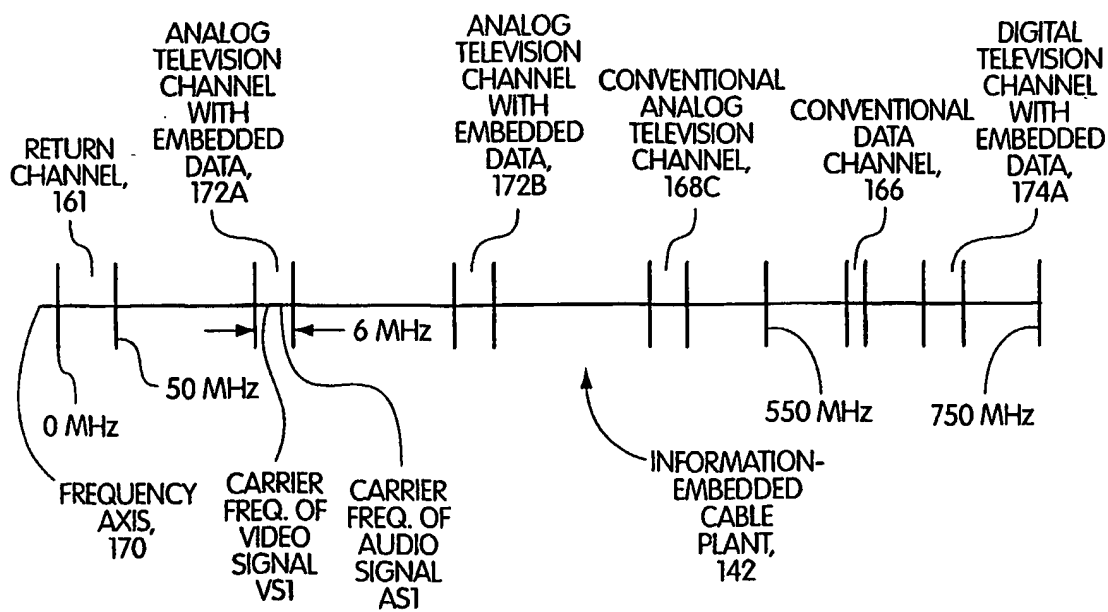 RETURN
CHANNEL,
161
ANALOG
TELEVISION
CHANNEL
WITH
EMBEDDED
DATA,
172A
ANALOG
TELEVISION
CHANNEL
WITH
EMBEDDED
DATA,
172B
CONVENTIONAL
ANALOG
TELEVISION
CHANNEL,
168C
CONVENTIONAL
DATA
CHANNEL,
166
DIGITAL
TELEVISION
CHANNEL
WITH
EMBEDDED
DATA,
174A
6 MHz
0 MHz
50 MHz
550 MHz
750 MHz
FREQUENCY
AXIS,
170
CARRIER
FREQ. OF
VIDEO
SIGNAL
VS1
CARRIER
FREQ. OF
AUDIO
SIGNAL
AS1
INFORMATION-
EMBEDDED
CABLE
PLANT,
142